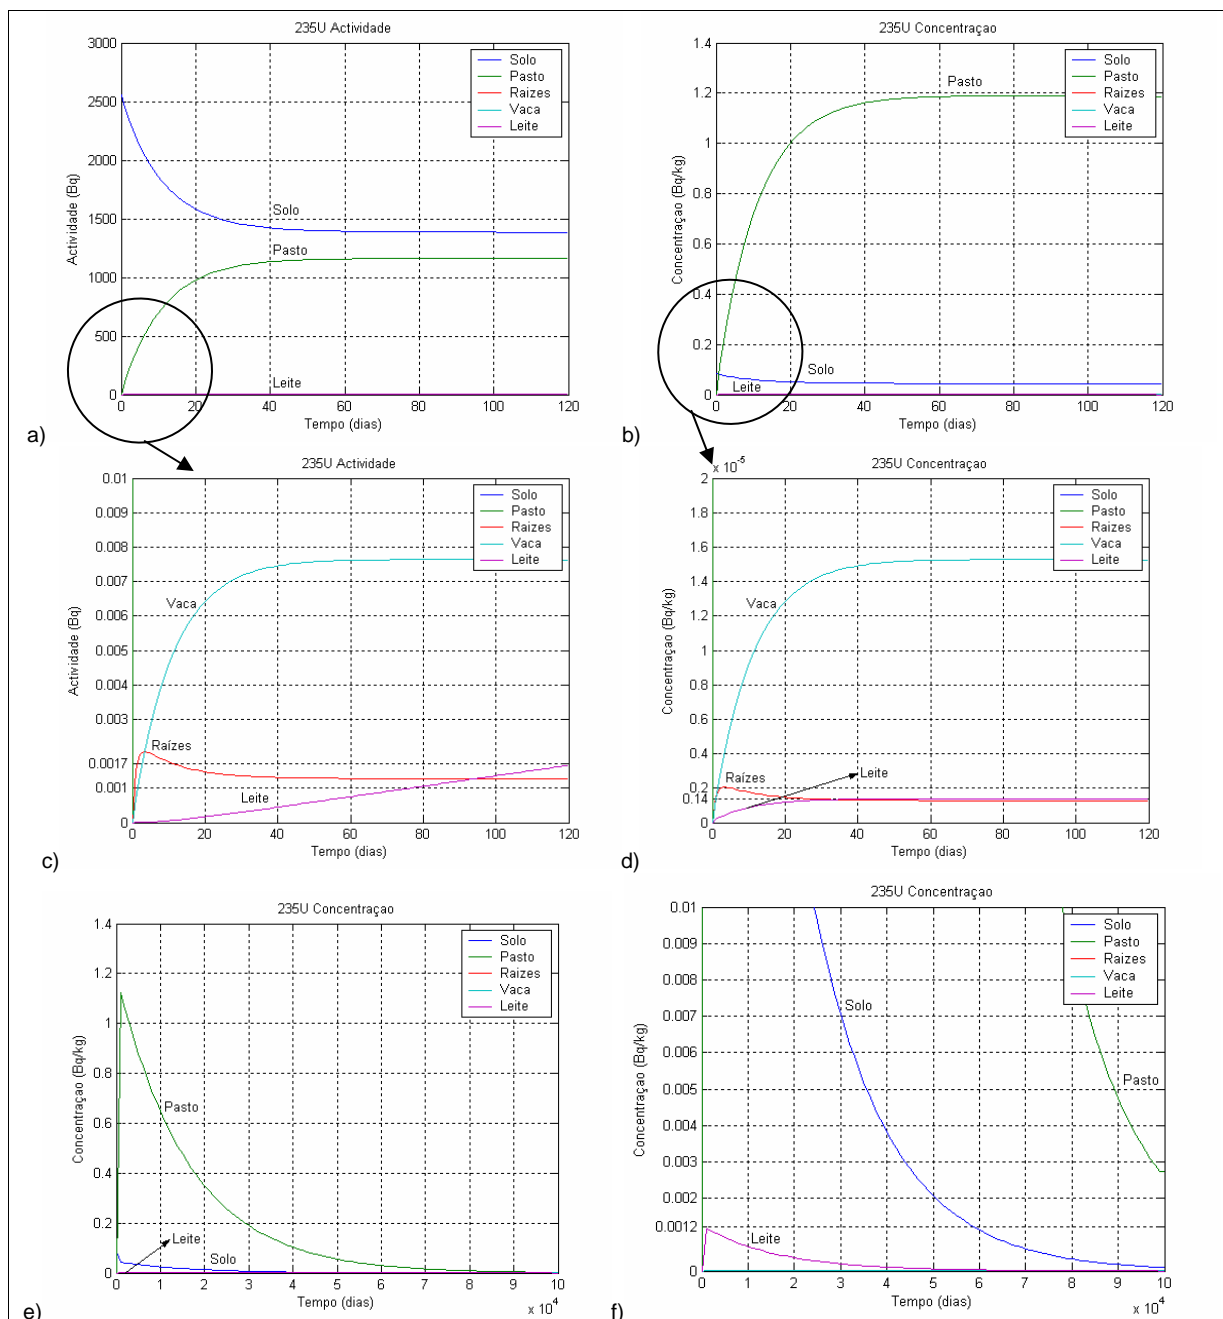 235U Actividade
3000
2500
2000
1500
1000
500
0
Actividade (Bq)
Solo
Pasto
Raizes
Vaca
Leite
Solo
Pasto
Leite
0 20 40 60 80 100 120
Tempo (dias)
a)
235U Concentraçao
1.4
1.2
1
0.8
0.6
0.4
0.2
0
Concentraçao (Bq/kg)
Solo
Pasto
Raizes
Vaca
Leite
Pasto
Solo
Leite
0 20 40 60 80 100 120
Tempo (dias)
b)
235U Actividade
0.01
0.009
0.008
0.007
0.006
0.005
0.004
0.003
0.0017
0.001
0
Actividade (Bq)
Solo
Pasto
Raizes
Vaca
Leite
Vaca
Raízes
Leite
0 20 40 60 80 100 120
Tempo (dias)
c)
x 10-5
235U Concentraçao
2
1.8
1.6
1.4
1.2
1
0.8
0.6
0.4
0.2
0.14
0
Concentraçao (Bq/kg)
Solo
Pasto
Raizes
Vaca
Leite
Vaca
Raízes
Leite
0 20 40 60 80 100 120
Tempo (dias)
d)
235U Concentraçao
1.4
1.2
1
0.8
0.6
0.4
0.2
0
Concentraçao (Bq/kg)
Solo
Pasto
Raizes
Vaca
Leite
Pasto
Leite
Solo
0 1 2 3 4 5 6 7 8 9 10
Tempo (dias)
x 10 4
e)
235U Concentraçao
0.01
0.009
0.008
0.007
0.006
0.005
0.004
0.003
0.002
0.0012
0
Concentraçao (Bq/kg)
Solo
Pasto
Raizes
Vaca
Leite
Solo
Pasto
Leite
0 1 2 3 4 5 6 7 8 9 10
Tempo (dias)
x 10 4
f)